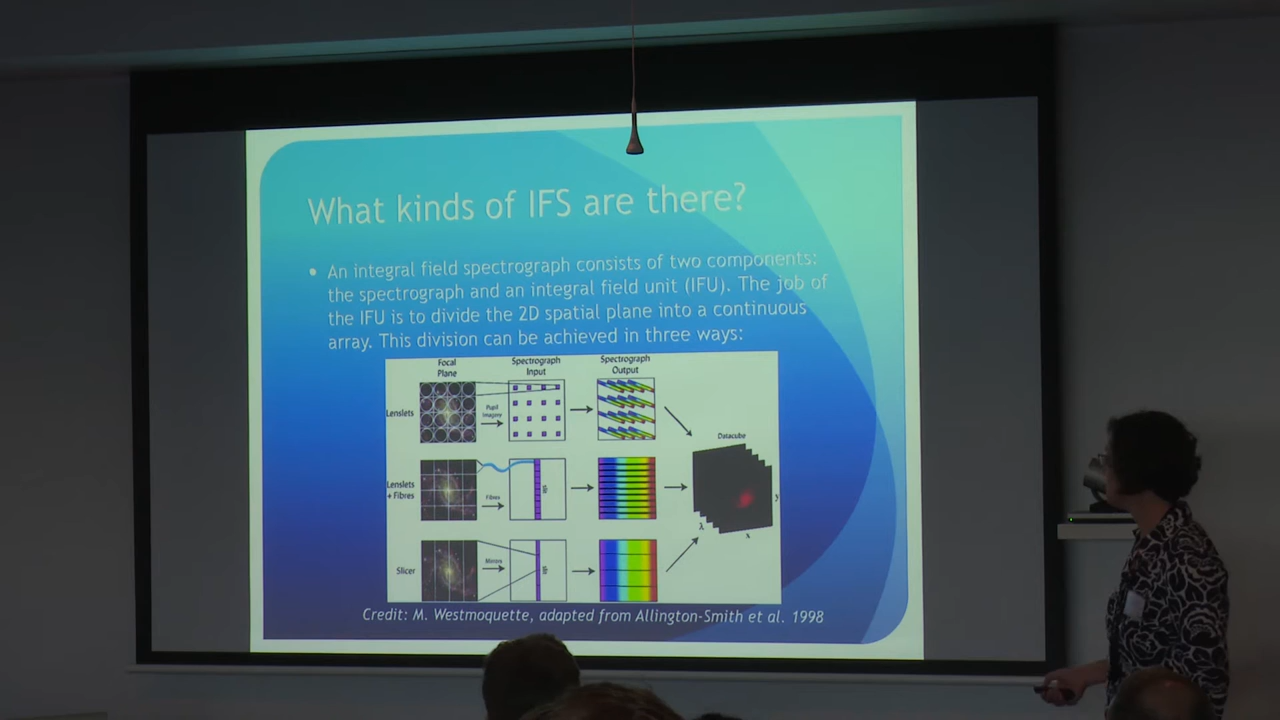 What kinds of IFS are there?
• An integral field spectrograph consists of two components:
the spectrograph and an integral field unit (IFU). The job of
the IFU is to divide the 2D spatial plane into a continuous
array. This division can be achieved in three ways:
Focal
Plane
Spectrograph
Input
Spectrograph
Output
Lenslets
Pupil
imagery
Datacube
Lenslets
+ Fibres
Fibres
slit
y
λ
x
Slicer
Mirrors
slit
Credit: M. Westmoquette, adapted from Allington-Smith et al. 1998